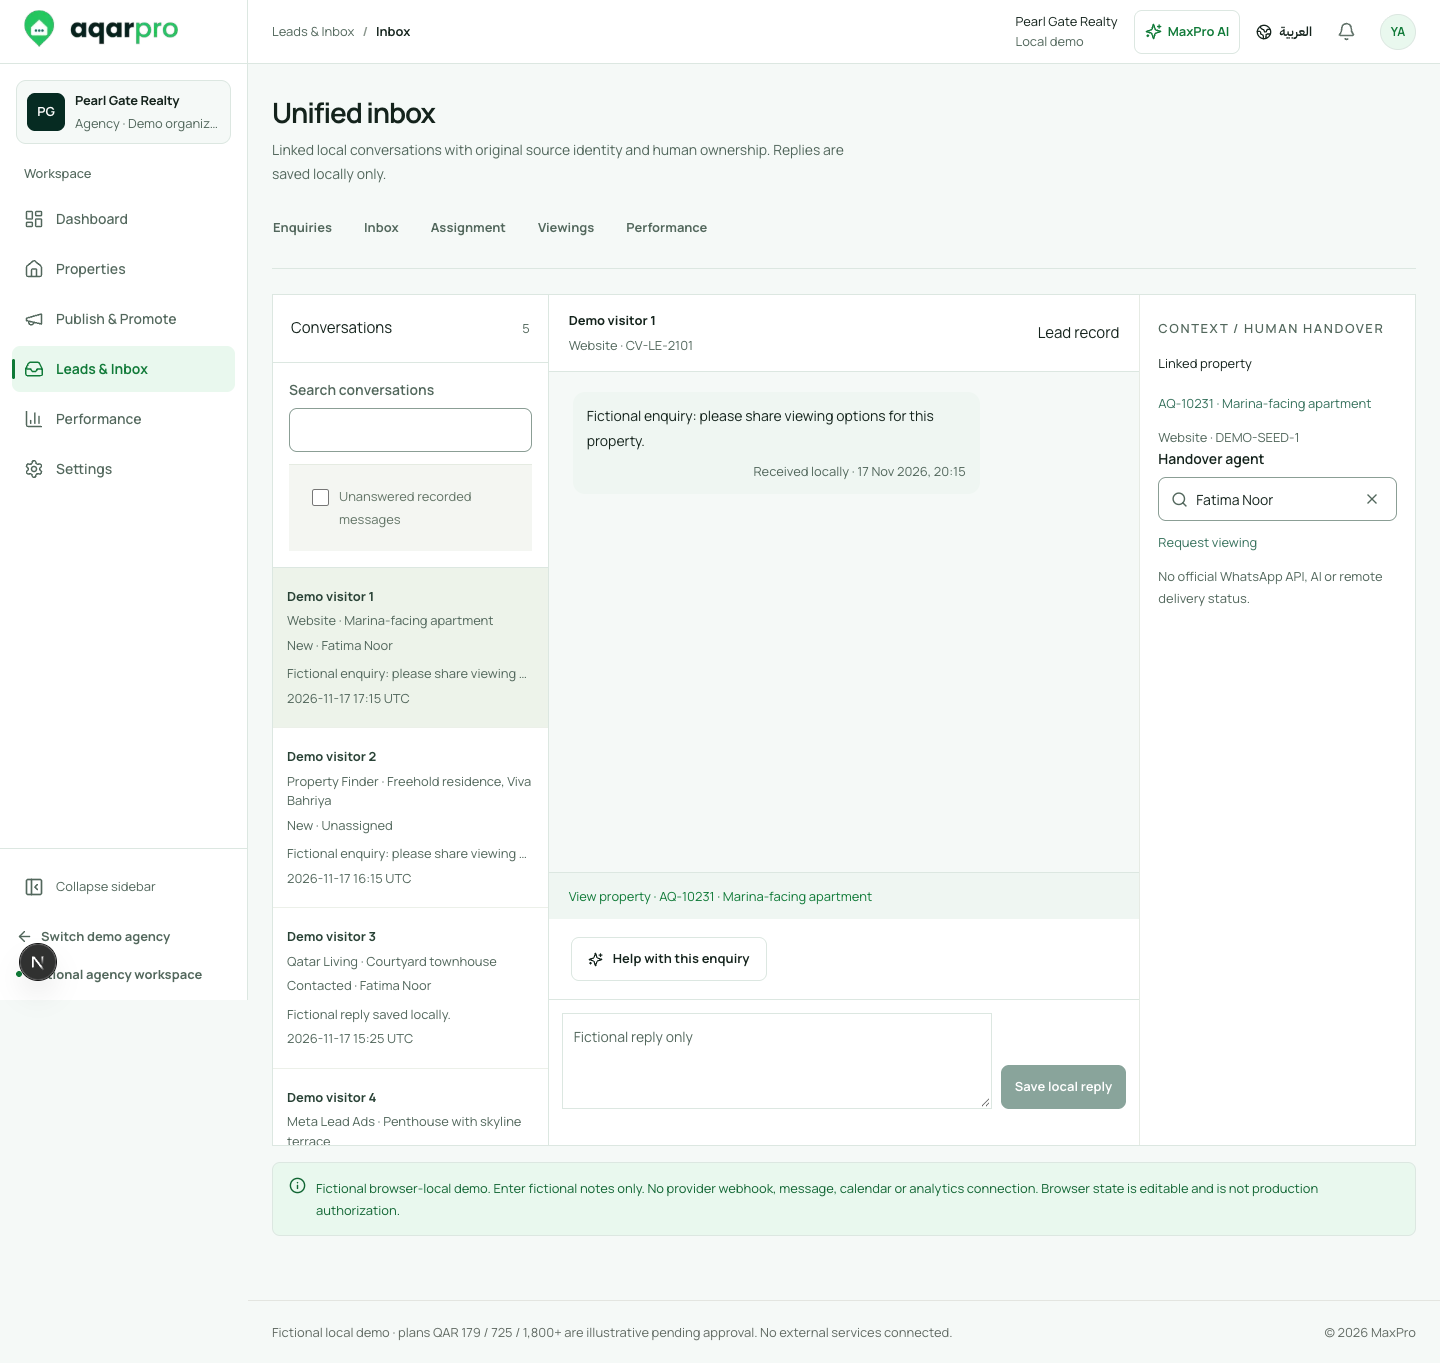 aqarpro
Leads & Inbox / Inbox
Pearl Gate Realty
Local demo
MaxPro AI
العربية
YA
PG
Pearl Gate Realty
Agency · Demo organiz...
Workspace
Dashboard
Properties
Publish & Promote
Leads & Inbox
Performance
Settings
Collapse sidebar
Switch demo agency
N
tional agency workspace
Unified inbox
Linked local conversations with original source identity and human ownership. Replies are
saved locally only.
Enquiries Inbox Assignment Viewings Performance
Conversations 5
Search conversations
Unanswered recorded
messages
Demo visitor 1
Website · Marina-facing apartment
New · Fatima Noor
Fictional enquiry: please share viewing ...
2026-11-17 17:15 UTC
Demo visitor 2
Property Finder · Freehold residence, Viva
Bahriya
New · Unassigned
Fictional enquiry: please share viewing ...
2026-11-17 16:15 UTC
Demo visitor 3
Qatar Living · Courtyard townhouse
Contacted · Fatima Noor
Fictional reply saved locally.
2026-11-17 15:25 UTC
Demo visitor 4
Meta Lead Ads · Penthouse with skyline
terrace
Demo visitor 1
Website · CV-LE-2101
Lead record
Fictional enquiry: please share viewing options for this
property.
Received locally · 17 Nov 2026, 20:15
View property · AQ-10231 · Marina-facing apartment
Help with this enquiry
Fictional reply only
Save local reply
CONTEXT / HUMAN HANDOVER
Linked property
AQ-10231 · Marina-facing apartment
Website · DEMO-SEED-1
Handover agent
Fatima Noor
Request viewing
No official WhatsApp API, AI or remote
delivery status.
Fictional browser-local demo. Enter fictional notes only. No provider webhook, message, calendar or analytics connection. Browser state is editable and is not production
authorization.
Fictional local demo · plans QAR 179 / 725 / 1,800+ are illustrative pending approval. No external services connected.
© 2026 MaxPro